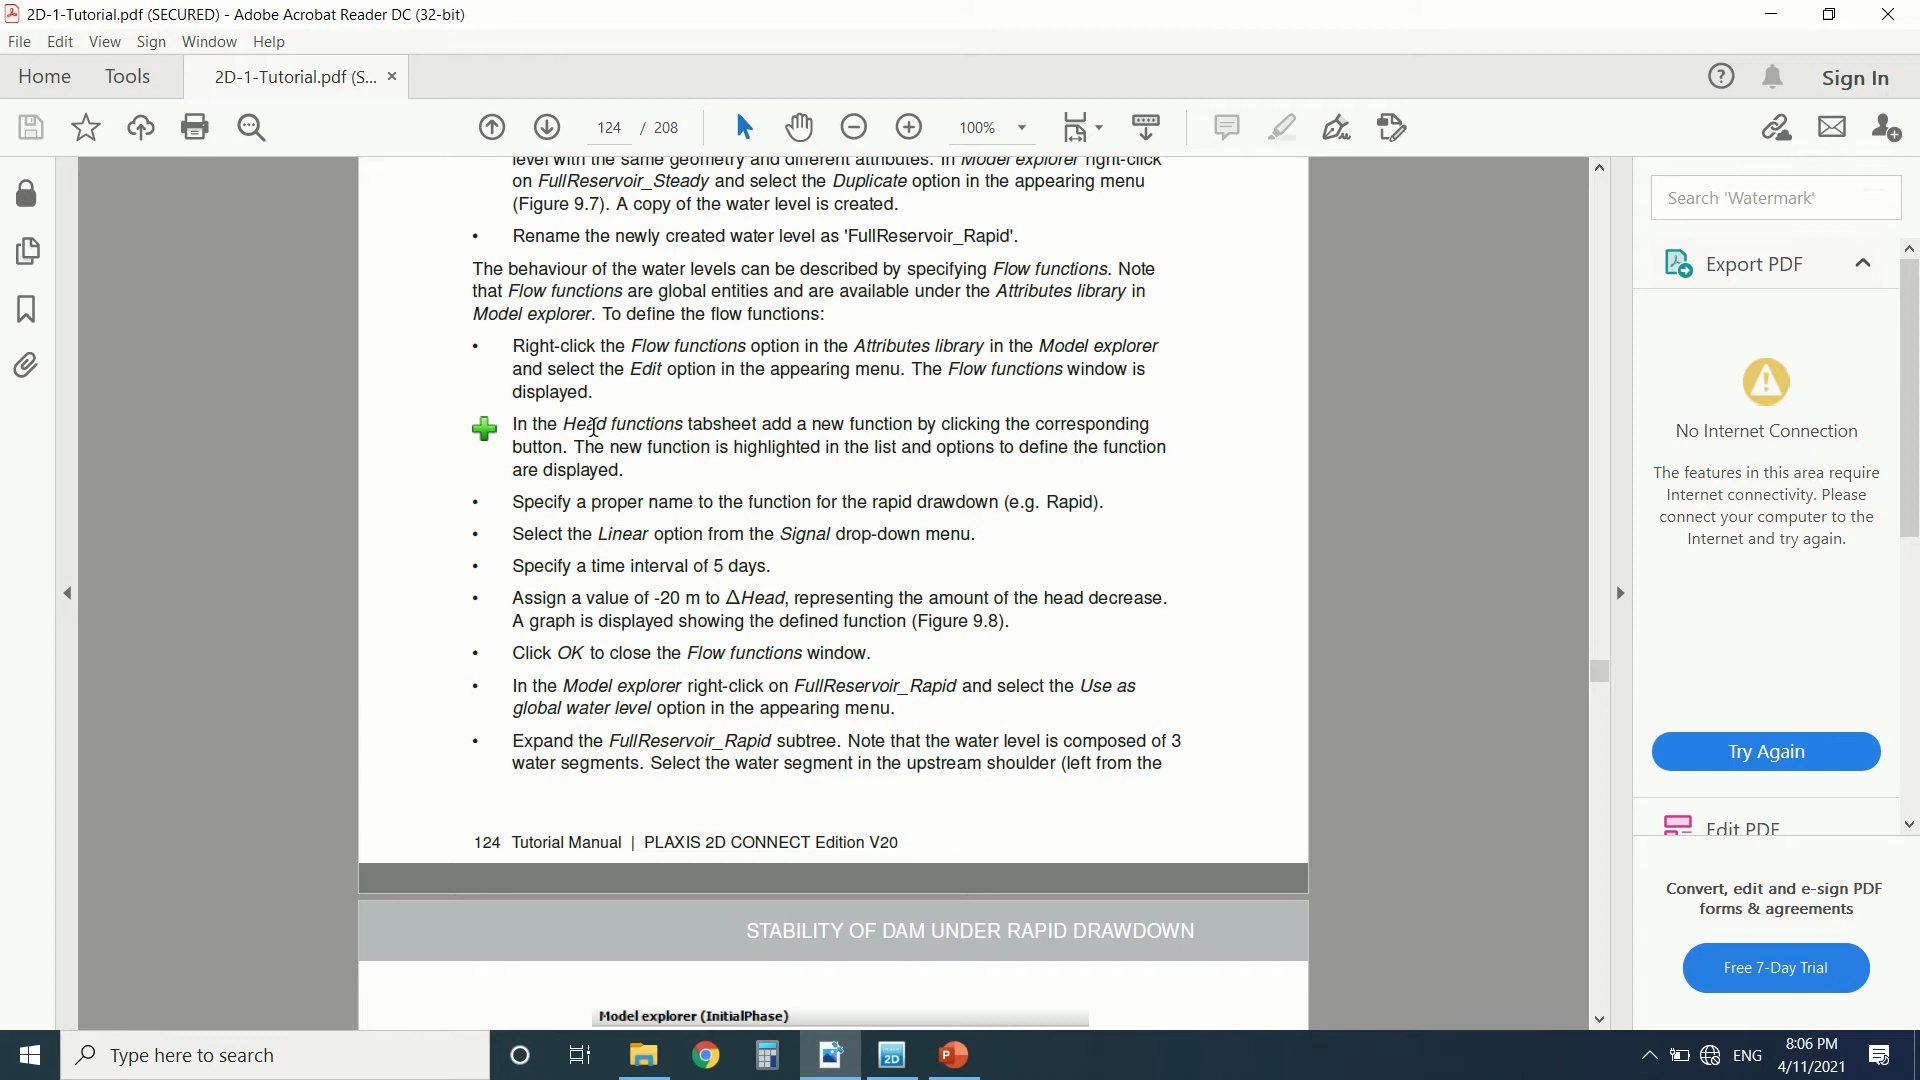 2D-1-Tutorial.pdf (SECURED) - Adobe Acrobat Reader DC (32-bit)
File Edit View Sign Window Help
Home Tools 2D-1-Tutorial.pdf (S... × ? Sign In
124 / 208 100%
level with the same geometry and different attributes. In Model explorer right-click
on FullReservoir_Steady and select the Duplicate option in the appearing menu
(Figure 9.7). A copy of the water level is created.
• Rename the newly created water level as 'FullReservoir_Rapid'.
The behaviour of the water levels can be described by specifying Flow functions. Note
that Flow functions are global entities and are available under the Attributes library in
Model explorer. To define the flow functions:
• Right-click the Flow functions option in the Attributes library in the Model explorer
and select the Edit option in the appearing menu. The Flow functions window is
displayed.
In the Head functions tabsheet add a new function by clicking the corresponding
button. The new function is highlighted in the list and options to define the function
are displayed.
• Specify a proper name to the function for the rapid drawdown (e.g. Rapid).
• Select the Linear option from the Signal drop-down menu.
• Specify a time interval of 5 days.
• Assign a value of -20 m to ΔHead, representing the amount of the head decrease.
A graph is displayed showing the defined function (Figure 9.8).
• Click OK to close the Flow functions window.
• In the Model explorer right-click on FullReservoir_Rapid and select the Use as
global water level option in the appearing menu.
• Expand the FullReservoir_Rapid subtree. Note that the water level is composed of 3
water segments. Select the water segment in the upstream shoulder (left from the
124 Tutorial Manual | PLAXIS 2D CONNECT Edition V20
STABILITY OF DAM UNDER RAPID DRAWDOWN
Model explorer (InitialPhase)
Search 'Watermark'
Export PDF
No Internet Connection
The features in this area require
Internet connectivity. Please
connect your computer to the
Internet and try again.
Try Again
Edit PDF
Convert, edit and e-sign PDF
forms & agreements
Free 7-Day Trial
Type here to search
2D
P
ENG
8:06 PM
4/11/2021